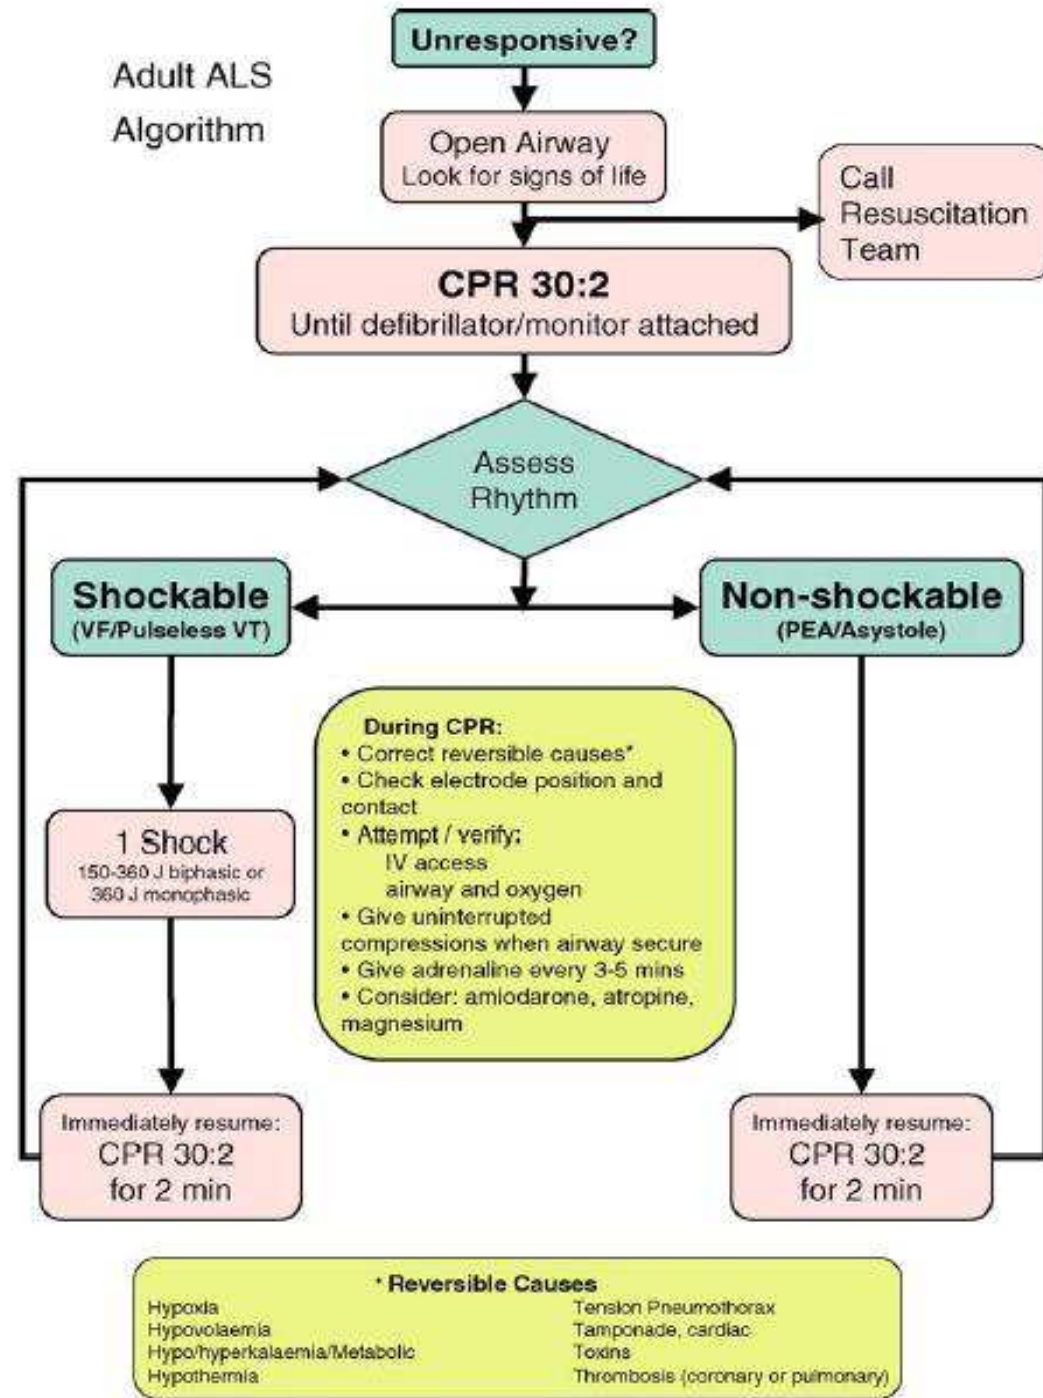 Unresponsive?
Adult ALS
Algorithm
Open Airway
Look for signs of life
Call
Resuscitation
Team
CPR 30:2
Until defibrillator/monitor attached
Assess
Rhythm
Shockable
(VF/Pulseless VT)
Non-shockable
(PEA/Asystole)
During CPR:
• Correct reversible causes*
• Check electrode position and
contact
• Attempt / verify:
IV access
airway and oxygen
• Give uninterrupted
compressions when airway secure
• Give adrenaline every 3-5 mins
• Consider: amiodarone, atropine,
magnesium
1 Shock
150-360 J biphasic or
360 J monophasic
Immediately resume:
CPR 30:2
for 2 min
Immediately resume:
CPR 30:2
for 2 min
* Reversible Causes
Hypoxia
Hypovolaemia
Hypo/hyperkalaemia/Metabolic
Hypothermia
Tension Pneumothorax
Tamponade, cardiac
Toxins
Thrombosis (coronary or pulmonary)